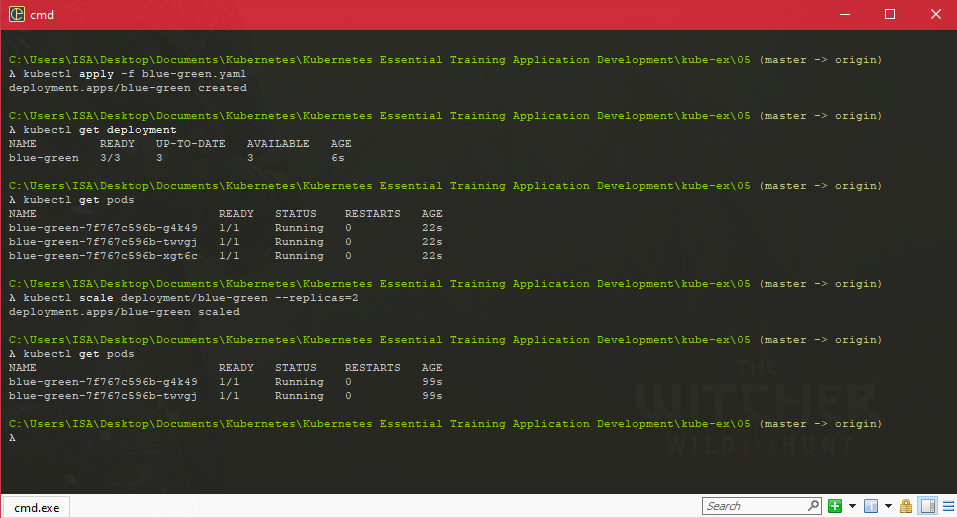 cmd
C:\Users\ISA\Desktop\Documents\Kubernetes\Kubernetes Essential Training Application Development\kube-ex\05 (master -> origin)
λ kubectl apply -f blue-green.yaml
deployment.apps/blue-green created
C:\Users\ISA\Desktop\Documents\Kubernetes\Kubernetes Essential Training Application Development\kube-ex\05 (master -> origin)
λ kubectl get deployment
NAME         READY   UP-TO-DATE   AVAILABLE   AGE
blue-green   3/3     3            3           6s
C:\Users\ISA\Desktop\Documents\Kubernetes\Kubernetes Essential Training Application Development\kube-ex\05 (master -> origin)
λ kubectl get pods
NAME                          READY   STATUS    RESTARTS   AGE
blue-green-7f767c596b-g4k49   1/1     Running   0          22s
blue-green-7f767c596b-twvgj   1/1     Running   0          22s
blue-green-7f767c596b-xgt6c   1/1     Running   0          22s
C:\Users\ISA\Desktop\Documents\Kubernetes\Kubernetes Essential Training Application Development\kube-ex\05 (master -> origin)
λ kubectl scale deployment/blue-green --replicas=2
deployment.apps/blue-green scaled
C:\Users\ISA\Desktop\Documents\Kubernetes\Kubernetes Essential Training Application Development\kube-ex\05 (master -> origin)
λ kubectl get pods
NAME                          READY   STATUS    RESTARTS   AGE
blue-green-7f767c596b-g4k49   1/1     Running   0          99s
blue-green-7f767c596b-twvgj   1/1     Running   0          99s
C:\Users\ISA\Desktop\Documents\Kubernetes\Kubernetes Essential Training Application Development\kube-ex\05 (master -> origin)
λ
THE
WITCHER
WILD HUNT
cmd.exe
Search
1